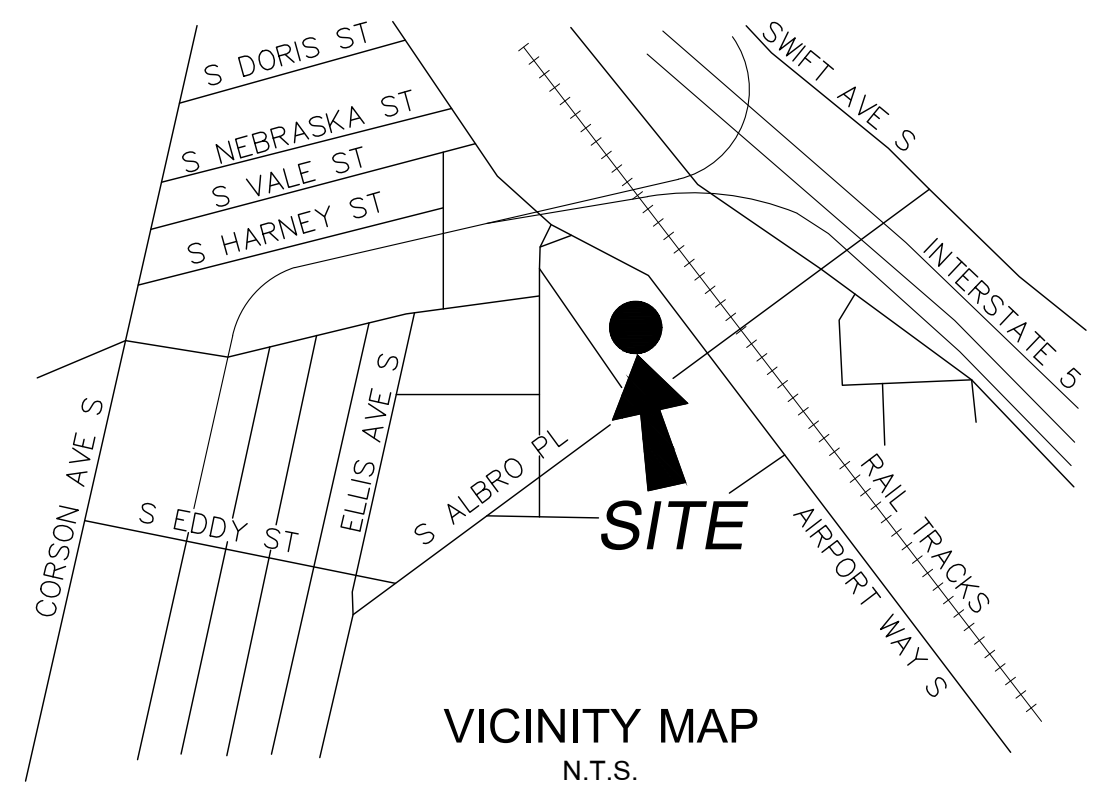 S DORIS ST
SWIFT AVE S
S NEBRASKA ST
S VALE ST
S HARNEY ST
INTERSTATE 5
CORSON AVE S
ELLIS AVE S
S ALBRO PL
S EDDY ST
SITE
RAIL TRACKS
AIRPORT WAY S
VICINITY MAP
N.T.S.